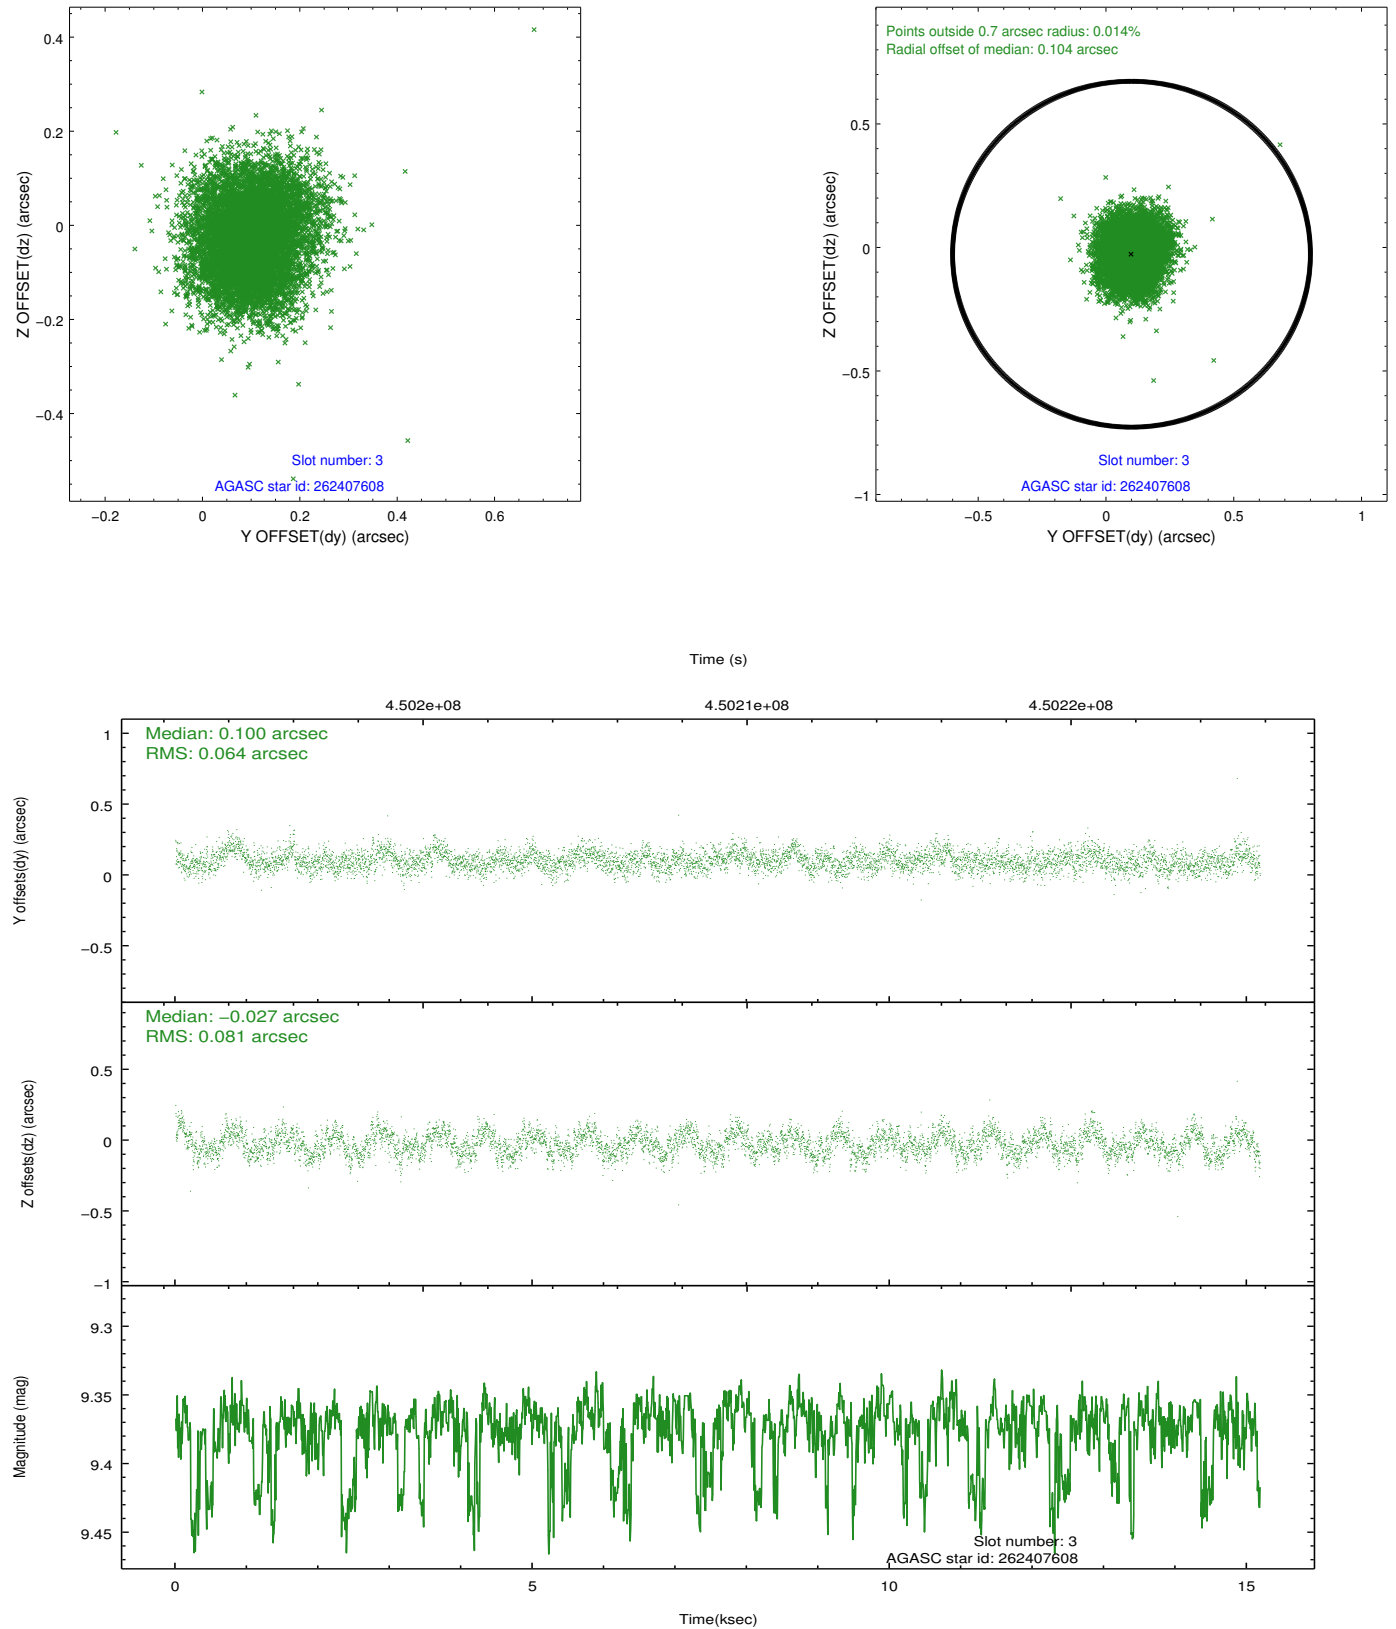 0.4
0.2
0
−0.2
−0.4
Z OFFSET(dz) (arcsec)
Slot number: 3
AGASC star id: 262407608
−0.2 0 0.2 0.4 0.6
Y OFFSET(dy) (arcsec)
Points outside 0.7 arcsec radius: 0.014%
Radial offset of median: 0.104 arcsec
0.5
0
−0.5
−1
Z OFFSET(dz) (arcsec)
Slot number: 3
AGASC star id: 262407608
−0.5 0 0.5 1
Y OFFSET(dy) (arcsec)
Time (s)
4.502e+08 4.5021e+08 4.5022e+08
Median: 0.100 arcsec
RMS: 0.064 arcsec
1
0.5
0
−0.5
Y offsets(dy) (arcsec)
Median: −0.027 arcsec
RMS: 0.081 arcsec
0.5
0
−0.5
−1
Z offsets(dz) (arcsec)
9.3
9.35
9.4
9.45
Magnitude (mag)
Slot number: 3
AGASC star id: 262407608
0 5 10 15
Time(ksec)